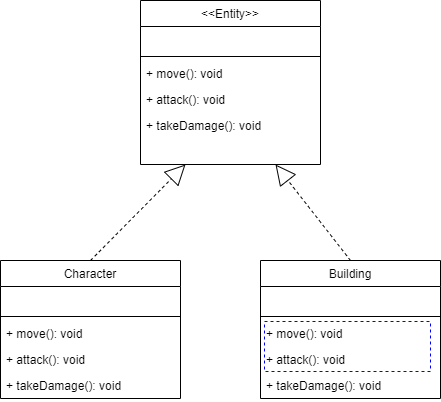 <<Entity>>
+ move(): void
+ attack(): void
+ takeDamage(): void
Character
+ move(): void
+ attack(): void
+ takeDamage(): void
Building
+ move(): void
+ attack(): void
+ takeDamage(): void